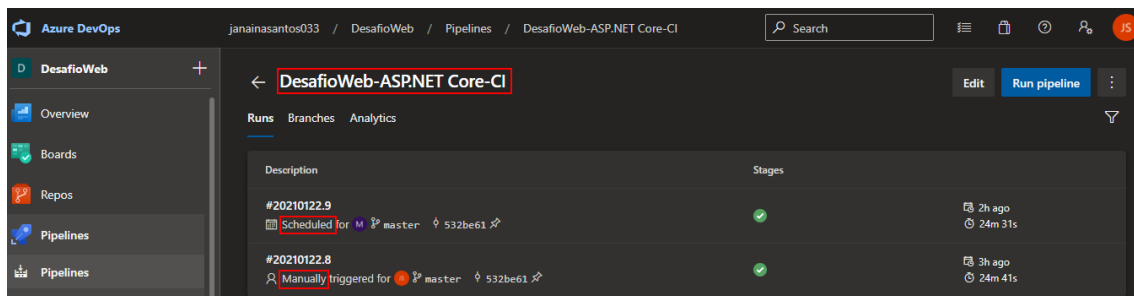 Azure DevOps janainasantos033 / DesafioWeb / Pipelines / DesafioWeb-ASP.NET Core-CI Search JS
D DesafioWeb +
DesafioWeb-ASP.NET Core-CI Edit Run pipeline
Overview
Runs Branches Analytics
Boards
Description Stages
Repos
#20210122.9
Scheduled for M master 532be61
2h ago
24m 31s
Pipelines
#20210122.8
Manually triggered for master 532be61
3h ago
24m 41s
Pipelines